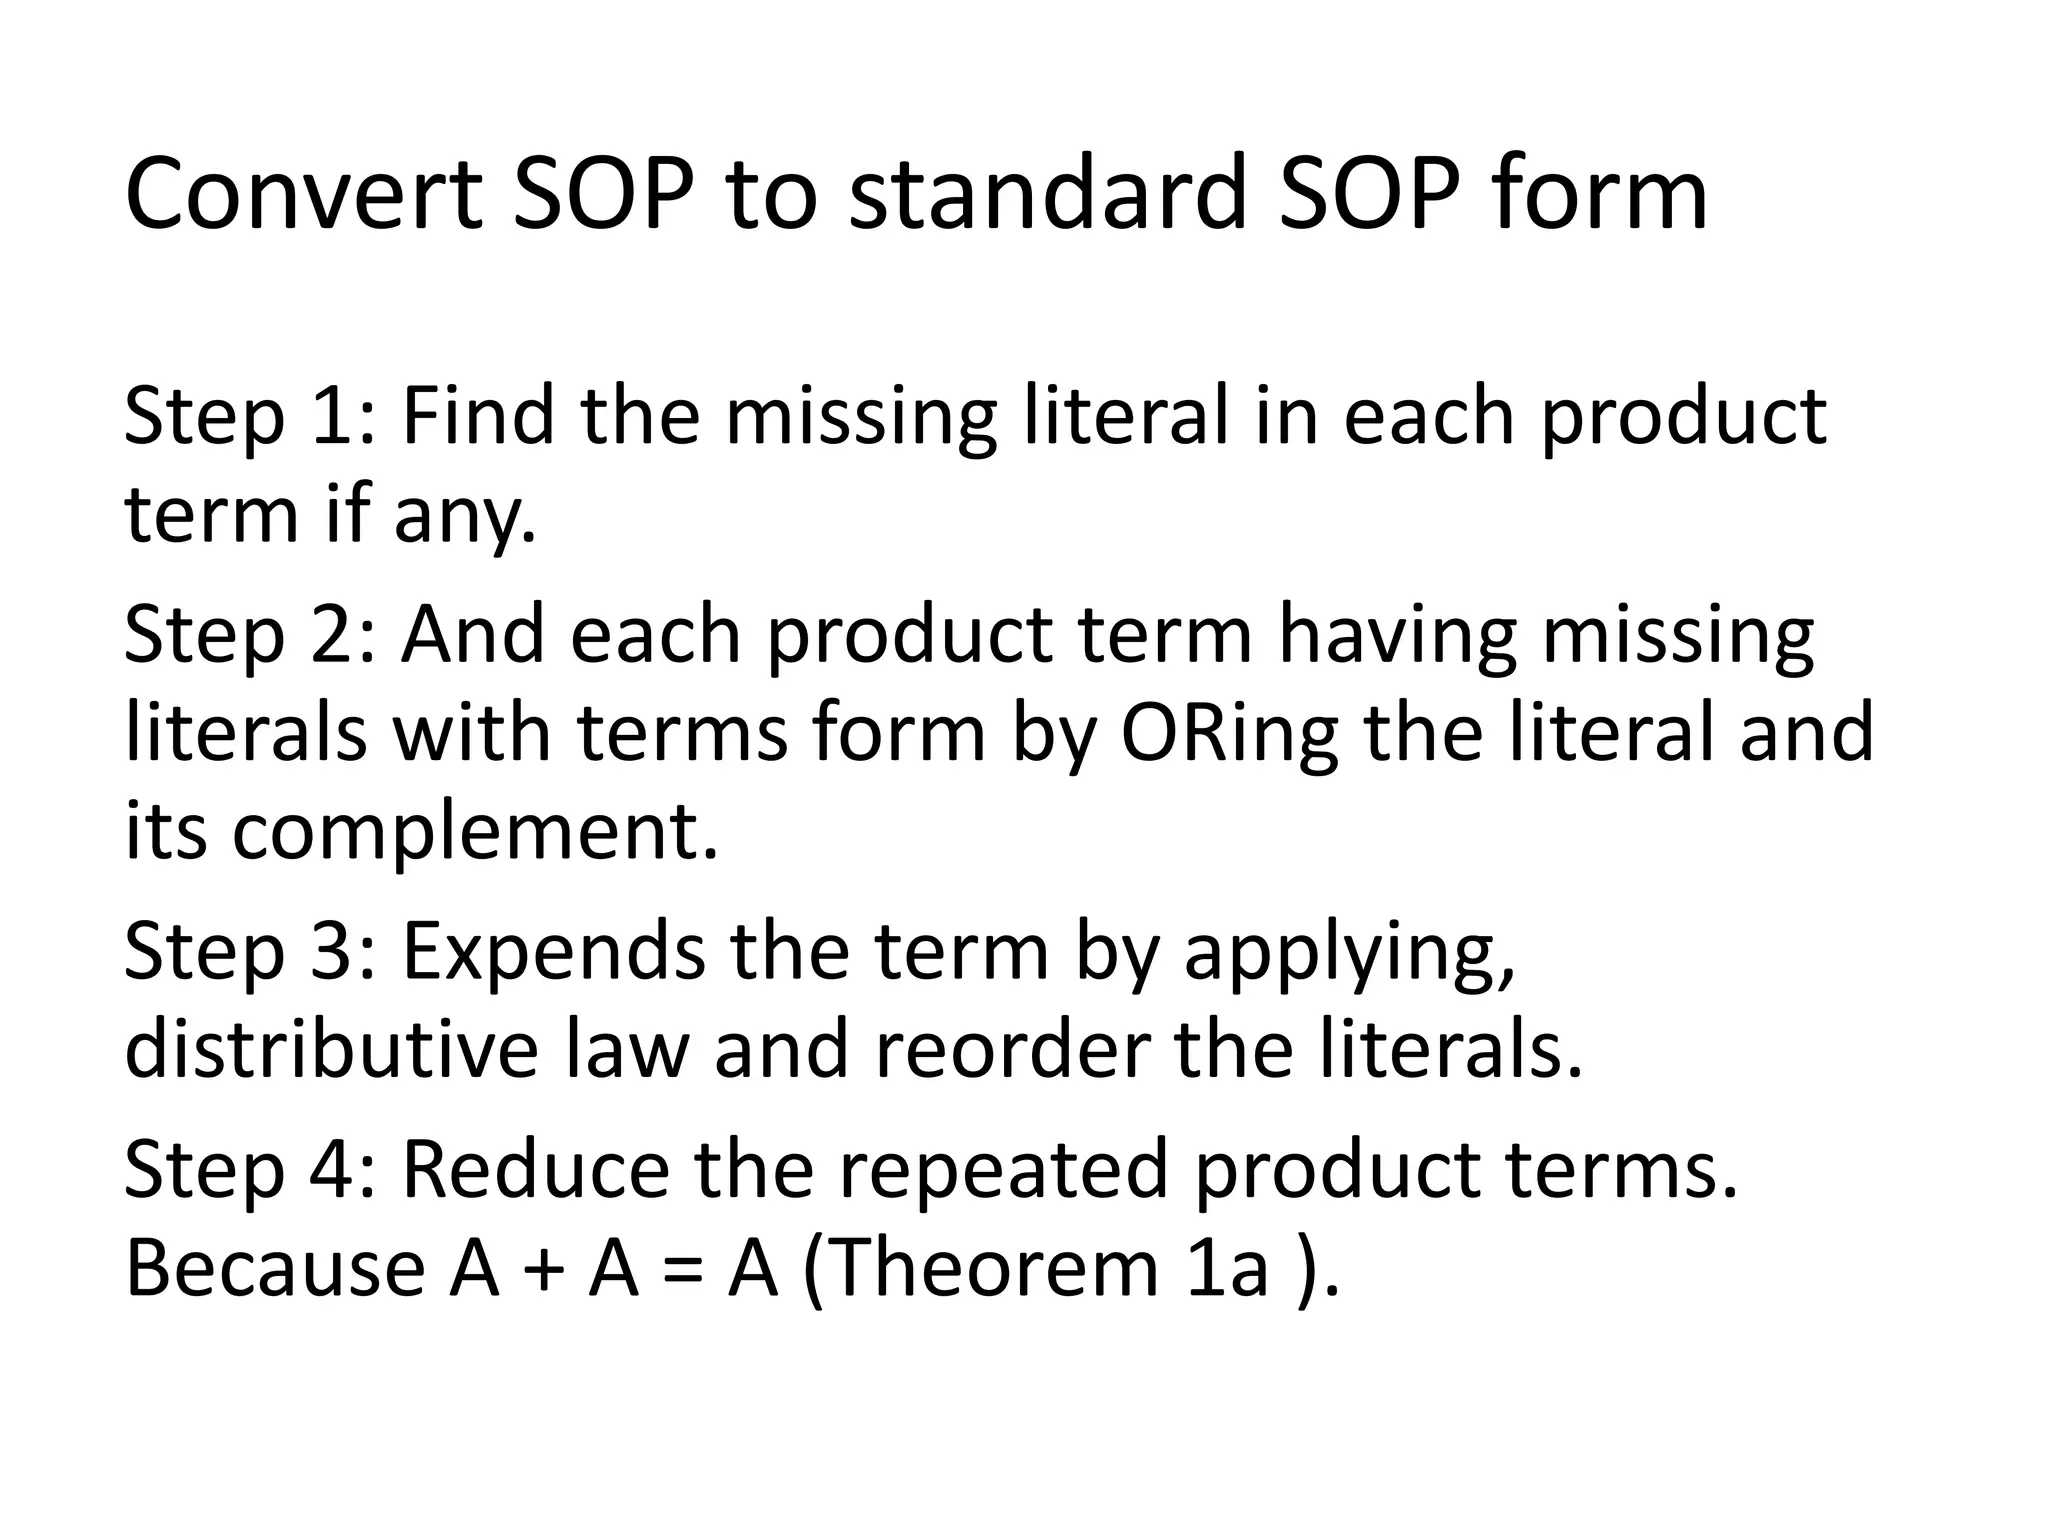 Convert SOP to standard SOP form
Step 1: Find the missing literal in each product
term if any.
Step 2: And each product term having missing
literals with terms form by ORing the literal and
its complement.
Step 3: Expends the term by applying,
distributive law and reorder the literals.
Step 4: Reduce the repeated product terms.
Because A + A = A (Theorem 1a ).